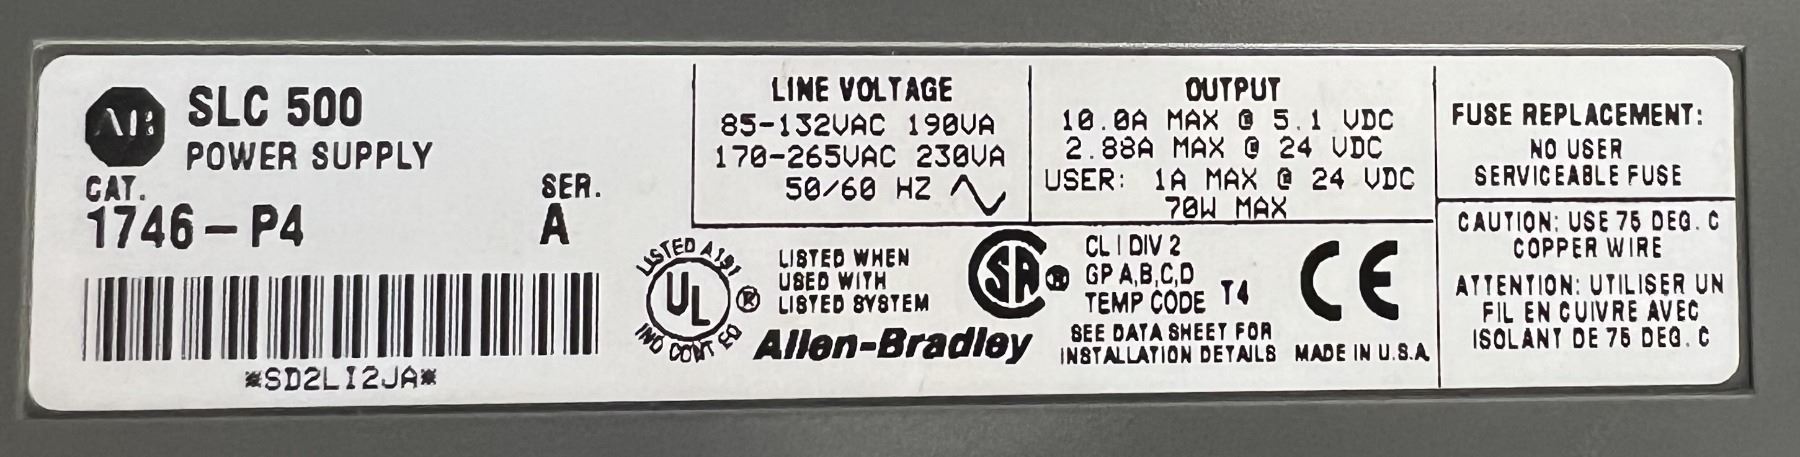 AB
SLC 500
POWER SUPPLY
CAT.
SER.
1746-P4
A
*SD2LI2JA*
LINE VOLTAGE
85-132VAC 190VA
170-265VAC 230VA
50/60 HZ
OUTPUT
10.0A MAX @ 5.1 VDC
2.88A MAX @ 24 VDC
USER: 1A MAX @ 24 VDC
70W MAX
FUSE REPLACEMENT:
NO USER
SERVICEABLE FUSE
LISTED A191
UL ®
IND CONT EQ
LISTED WHEN
USED WITH
LISTED SYSTEM
Allen-Bradley
SA ®
CL I DIV 2
GP A,B,C,D
TEMP CODE T4
SEE DATA SHEET FOR
INSTALLATION DETAILS
CE
MADE IN U.S.A
CAUTION: USE 75 DEG. C
COPPER WIRE
ATTENTION: UTILISER UN
FIL EN CUIVRE AVEC
ISOLANT DE 75 DEG. C